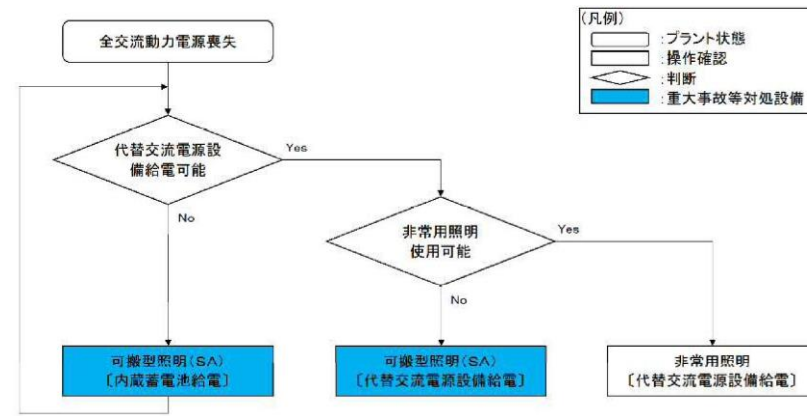 全交流動力電源喪失
(凡例)
:プラント状態
:操作確認
:判断
:重大事故等対処設備
代替交流電源設
備給電可能
Yes
No
非常用照明
使用可能
Yes
No
可搬型照明(SA)
〔内蔵蓄電池給電〕
可搬型照明(SA)
〔代替交流電源設備給電〕
非常用照明
〔代替交流電源設備給電〕